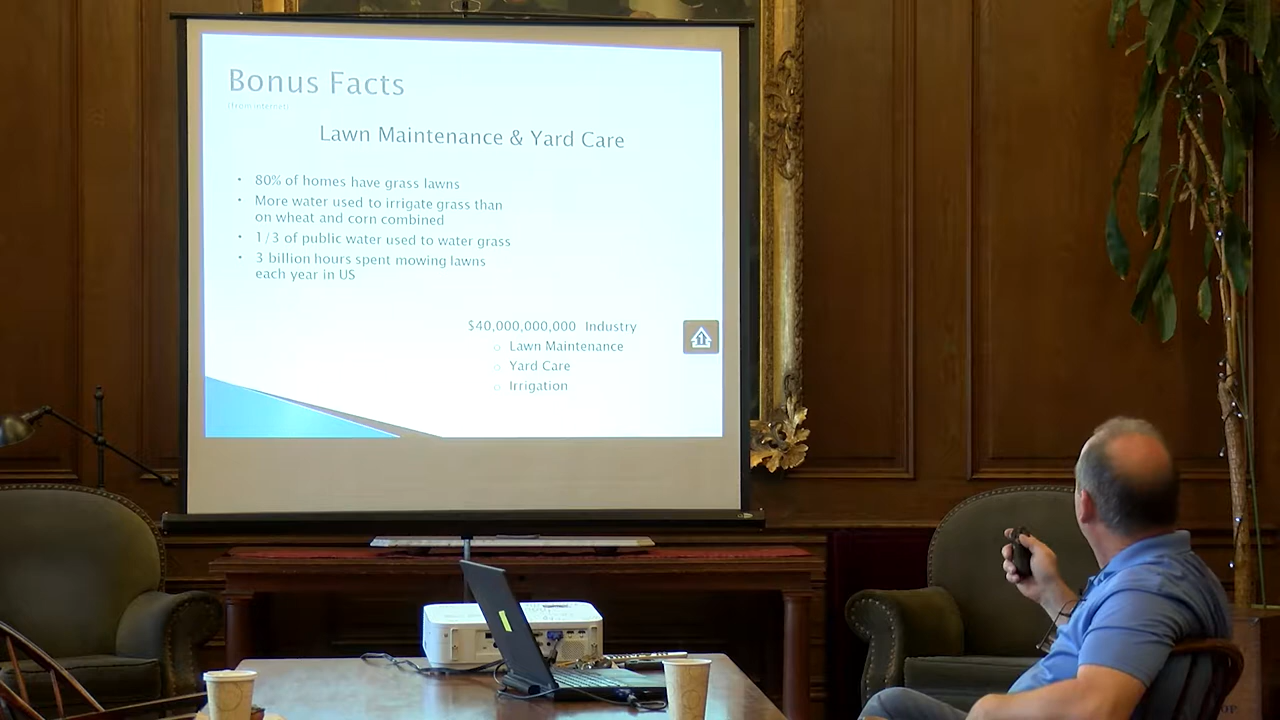 Bonus Facts
(from internet)
Lawn Maintenance & Yard Care
• 80% of homes have grass lawns
• More water used to irrigate grass than
on wheat and corn combined
• 1/3 of public water used to water grass
• 3 billion hours spent mowing lawns
each year in US
$40,000,000,000 Industry
o Lawn Maintenance
o Yard Care
o Irrigation